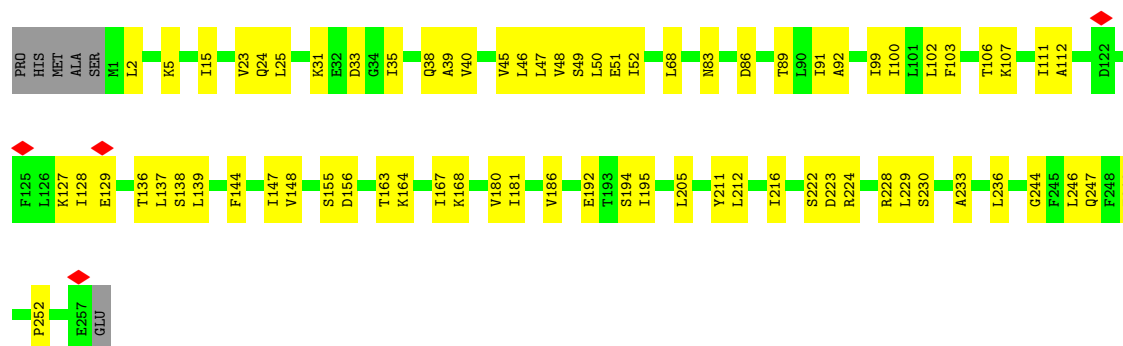 PRO HIS MET ALA SER M1 L2 K5 I15 V23 Q24 L25 K31 E32 D33 G34 I35 Q38 A39 V40 V45 L46 L47 V48 S49 L50 E51 I52 L68 N83 D86 T89 L90 I91 A92 I99 I100 L101 L102 F103 T106 K107 I111 A112 D122
F125 L126 K127 I128 E129 T136 L137 S138 L139 F144 I147 V148 S155 D156 T163 K164 I167 K168 V180 I181 V186 E192 T193 S194 I195 L205 Y211 L212 I216 S222 D223 R224 R228 L229 S230 A233 L236 G244 F245 L246 Q247 F248
P252 E257 GLU